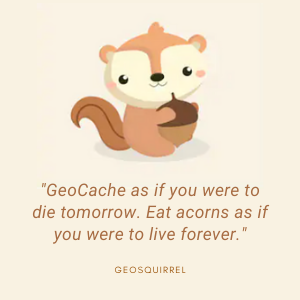 "GeoCache as if you were to
die tomorrow. Eat acorns as if
you were to live forever."
GEOSQUIRREL